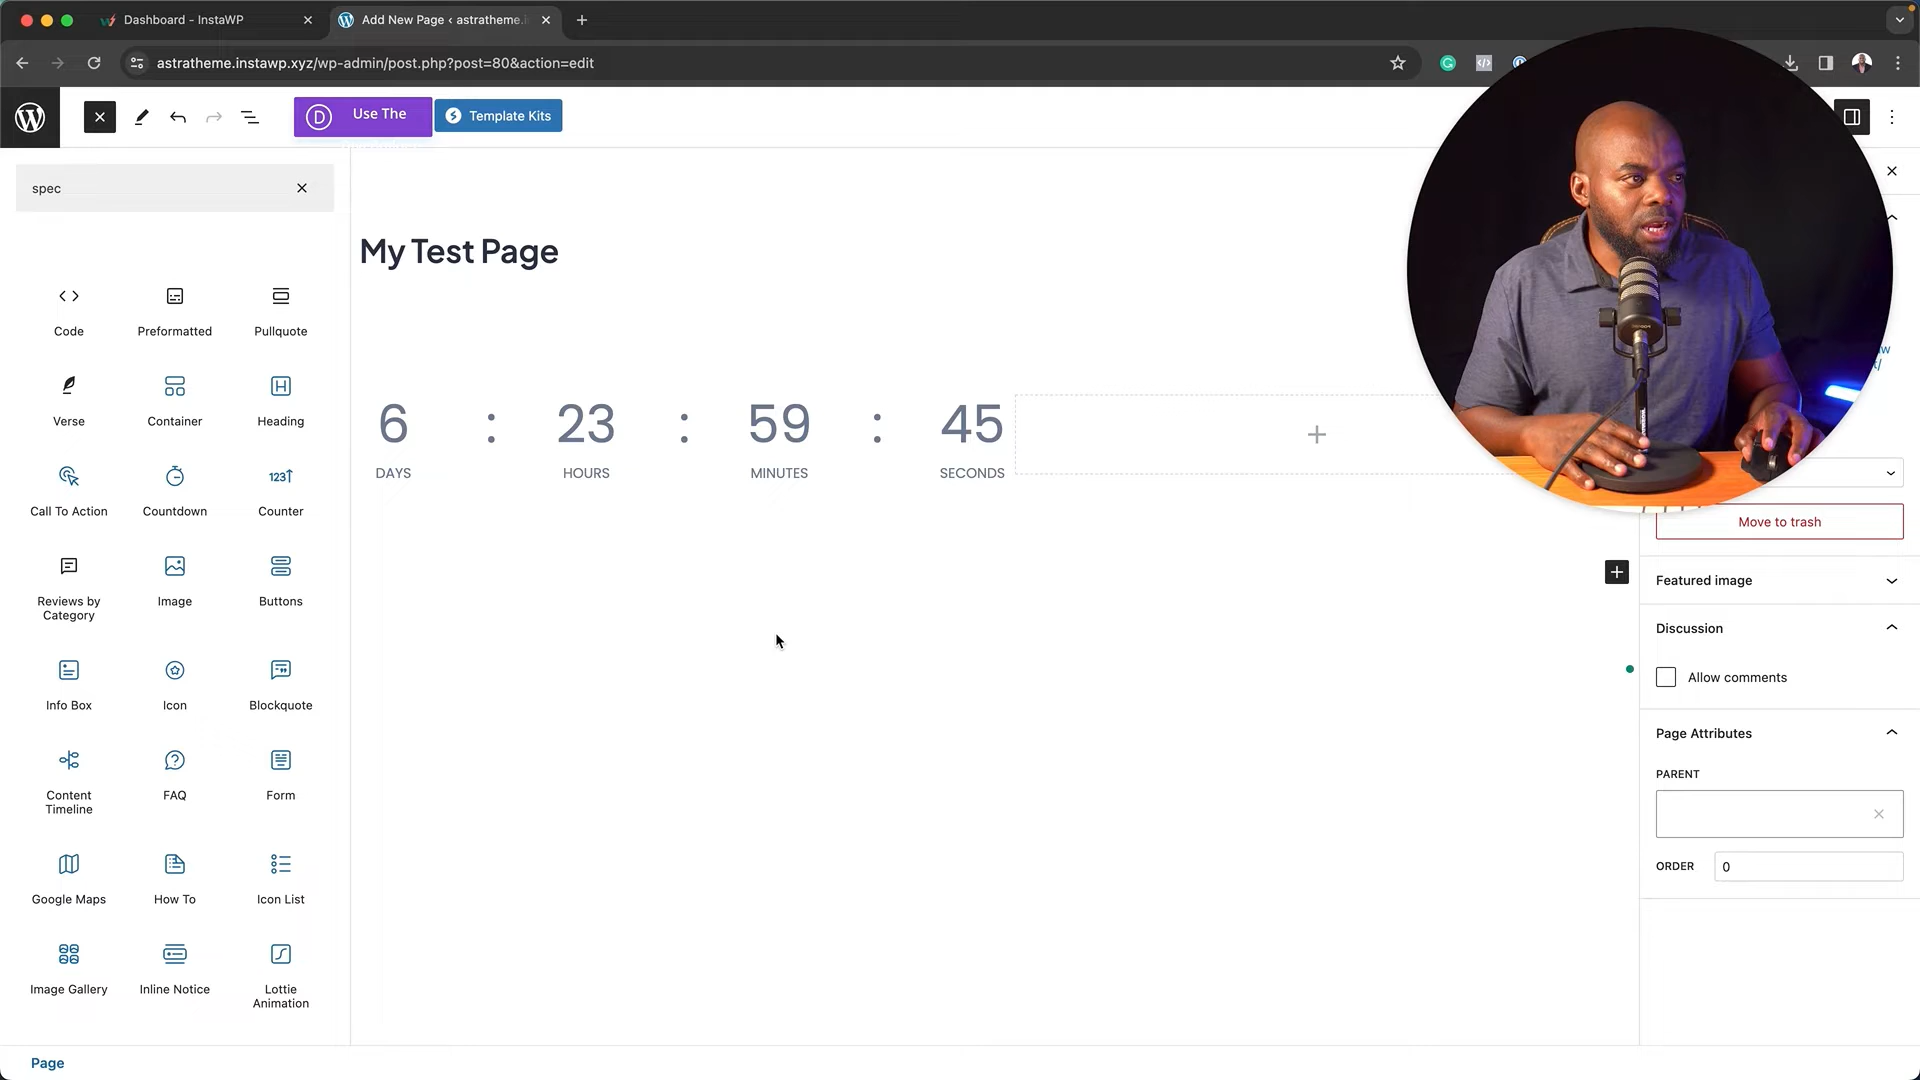 Dashboard - InstaWP
Add New Page ‹ astratheme.i
astratheme.instawp.xyz/wp-admin/post.php?post=80&action=edit
Use The
Template Kits
spec
My Test Page
Code
Preformatted
Pullquote
Verse
Container
Heading
Call To Action
Countdown
123↑
Counter
Reviews by
Category
Image
Buttons
Info Box
Icon
Blockquote
Content
Timeline
FAQ
Form
Google Maps
How To
Icon List
Image Gallery
Inline Notice
Lottie
Animation
6 : 23 : 59 : 45
DAYS
HOURS
MINUTES
SECONDS
Move to trash
Featured image
Discussion
Allow comments
Page Attributes
PARENT
ORDER
0
Page